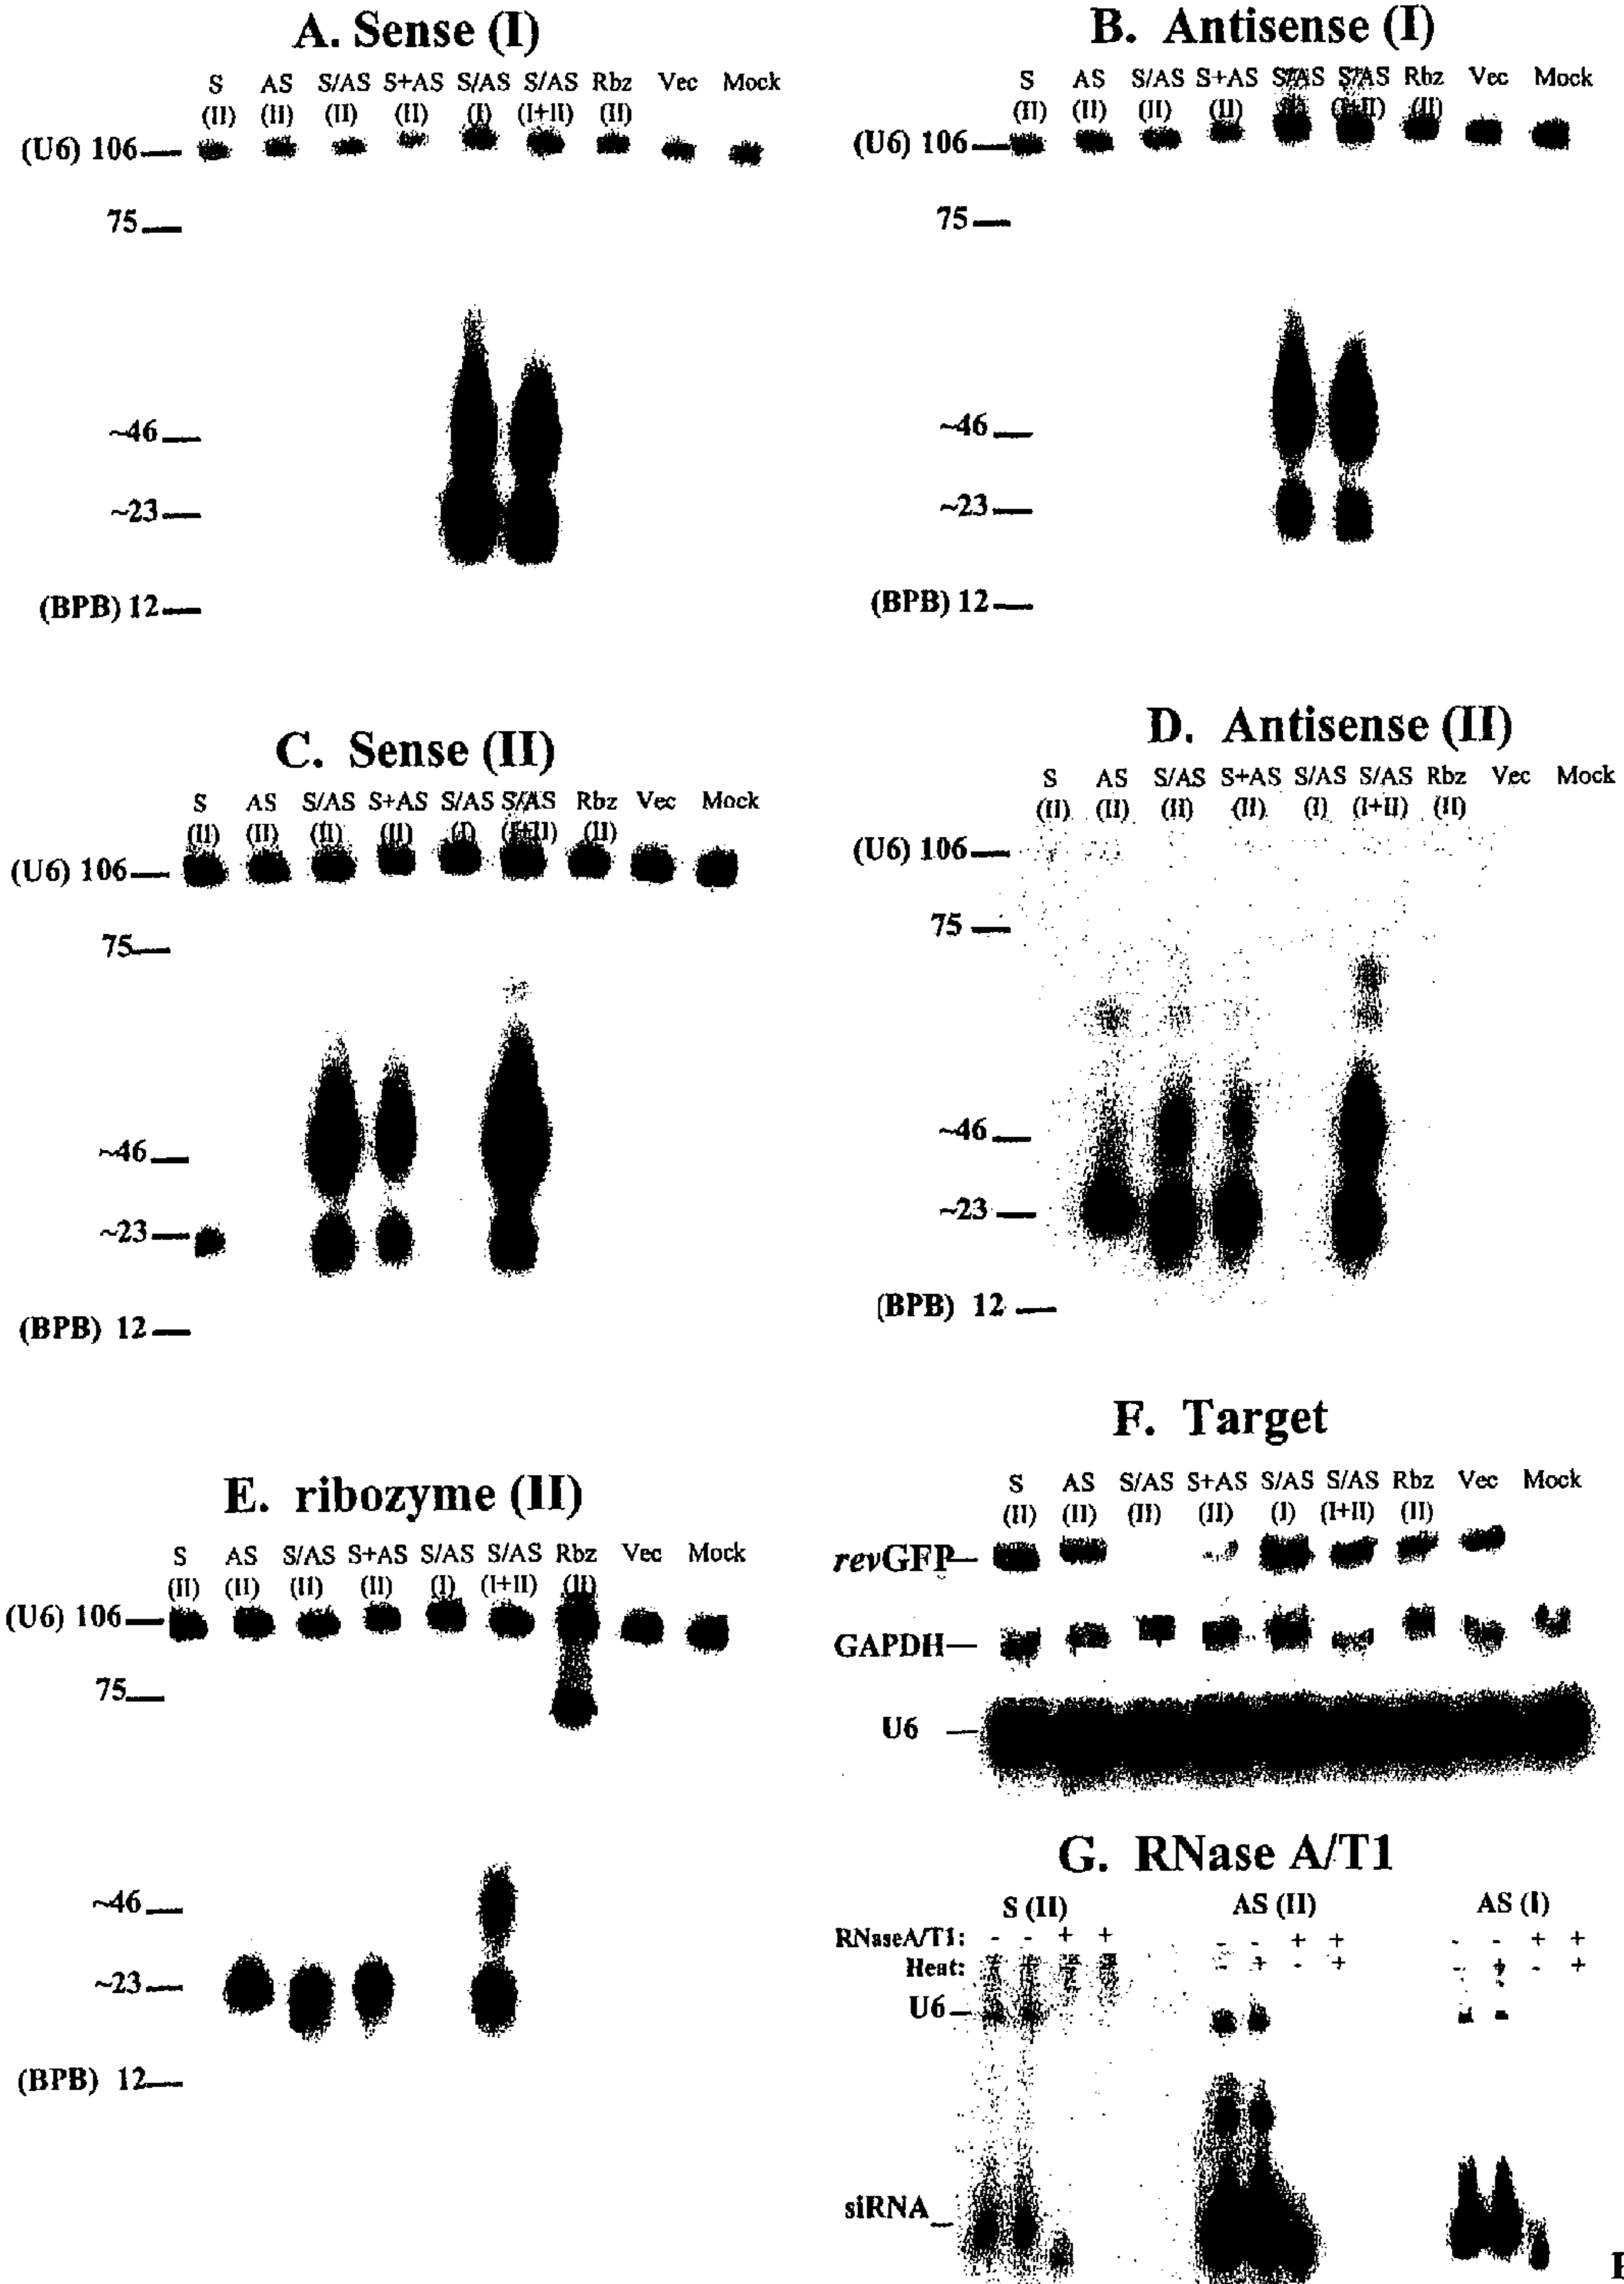 A. Sense (I)
S AS S/AS S+AS S/AS S/AS Rbz Vec Mock
(II) (II) (II) (II) (I) (I+II) (II)
(U6) 106
75
~46
~23
(BPB) 12
B. Antisense (I)
S AS S/AS S+AS S/AS S/AS Rbz Vec Mock
(II) (II) (II) (II) (I+II) (II)
(U6) 106
75
~46
~23
(BPB) 12
C. Sense (II)
S AS S/AS S+AS S/AS S/AS Rbz Vec Mock
(II) (II) (II) (II) (I) (I+II) (II)
(U6) 106
75
~46
~23
(BPB) 12
D. Antisense (II)
S AS S/AS S+AS S/AS S/AS Rbz Vec Mock
(II) (II) (II) (II) (I) (I+II) (II)
(U6) 106
75
~46
~23
(BPB) 12
E. ribozyme (II)
S AS S/AS S+AS S/AS S/AS Rbz Vec Mock
(II) (II) (II) (II) (I) (I+II) (II)
(U6) 106
75
~46
~23
(BPB) 12
F. Target
S AS S/AS S+AS S/AS S/AS Rbz Vec Mock
(II) (II) (II) (II) (I) (I+II) (II)
revGFP
GAPDH
U6
G. RNase A/T1
S (II) AS (II) AS (I)
RNaseA/T1: - - + + - - + + - - + +
Heat: - + - + - + - +
U6
siRNA